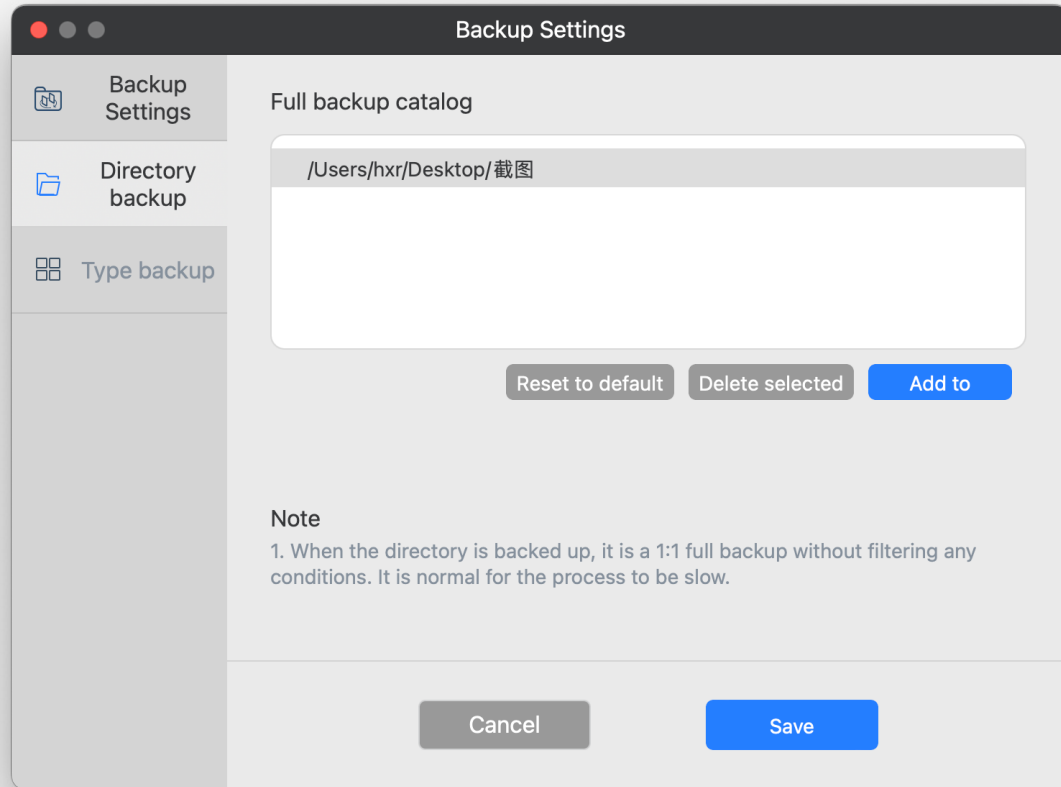 Backup Settings
Backup
Settings
Directory
backup
Type backup
Full backup catalog
/Users/hxr/Desktop/截图
Reset to default
Delete selected
Add to
Note
1. When the directory is backed up, it is a 1:1 full backup without filtering any
conditions. It is normal for the process to be slow.
Cancel
Save